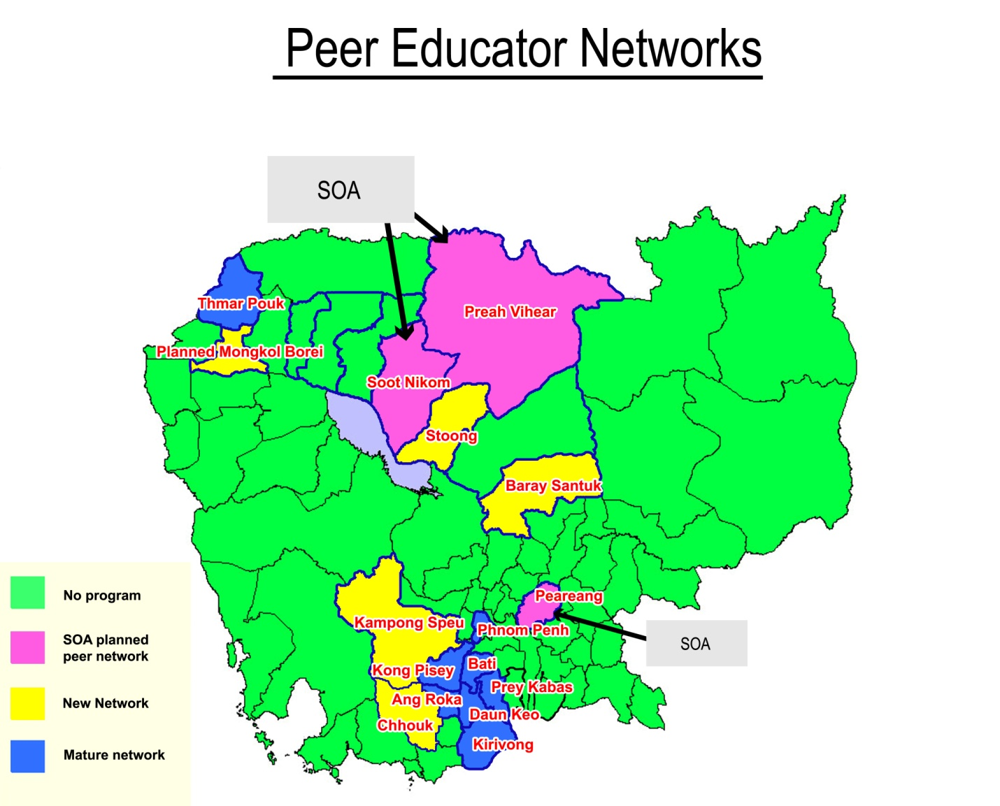 Peer Educator Networks
SOA
Preah Vihear
Thmar Pouk
Planned Mongkol Borei
Soot Nikom
Stoong
Baray Santuk
Peareang
Kampong Speu
Phnom Penh
SOA
Kong Pisey
Bati
Prey Kabas
Ang Roka
Daun Keo
Chhouk
Kirivong
No program
SOA planned
peer network
New Network
Mature network